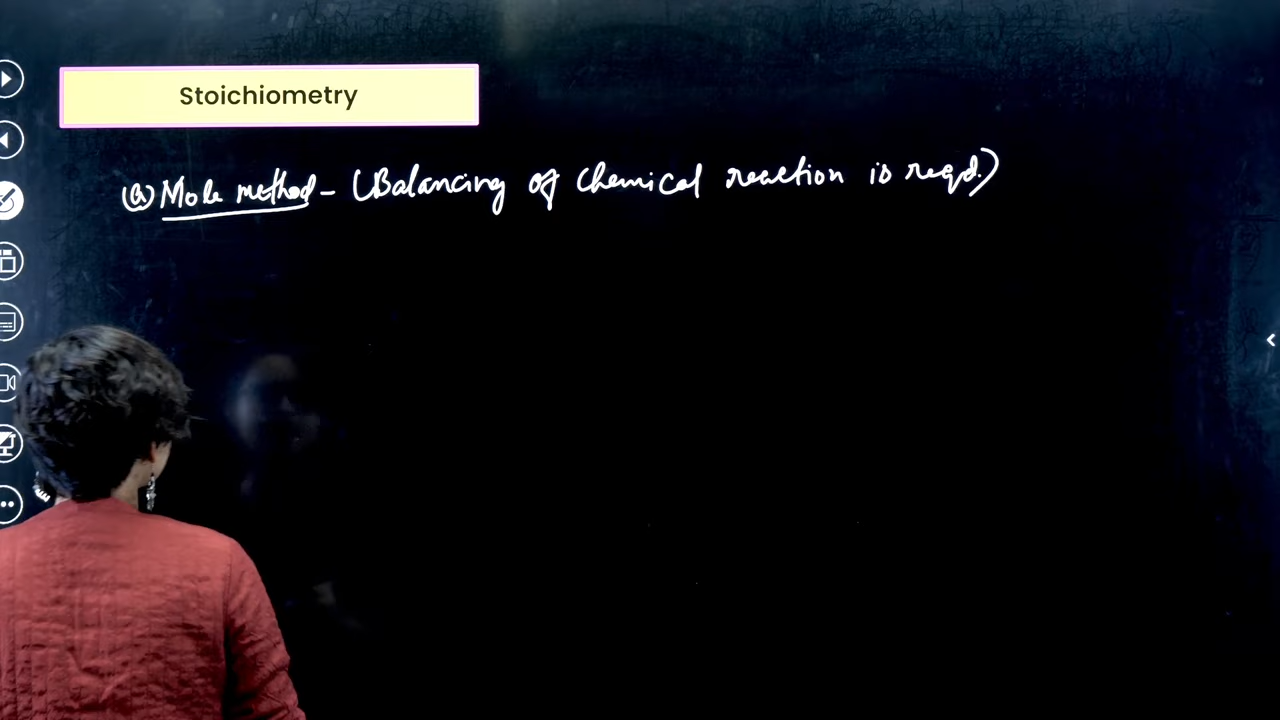 Stoichiometry
(a) Mole method - (Balancing of chemical reaction is reqd.)